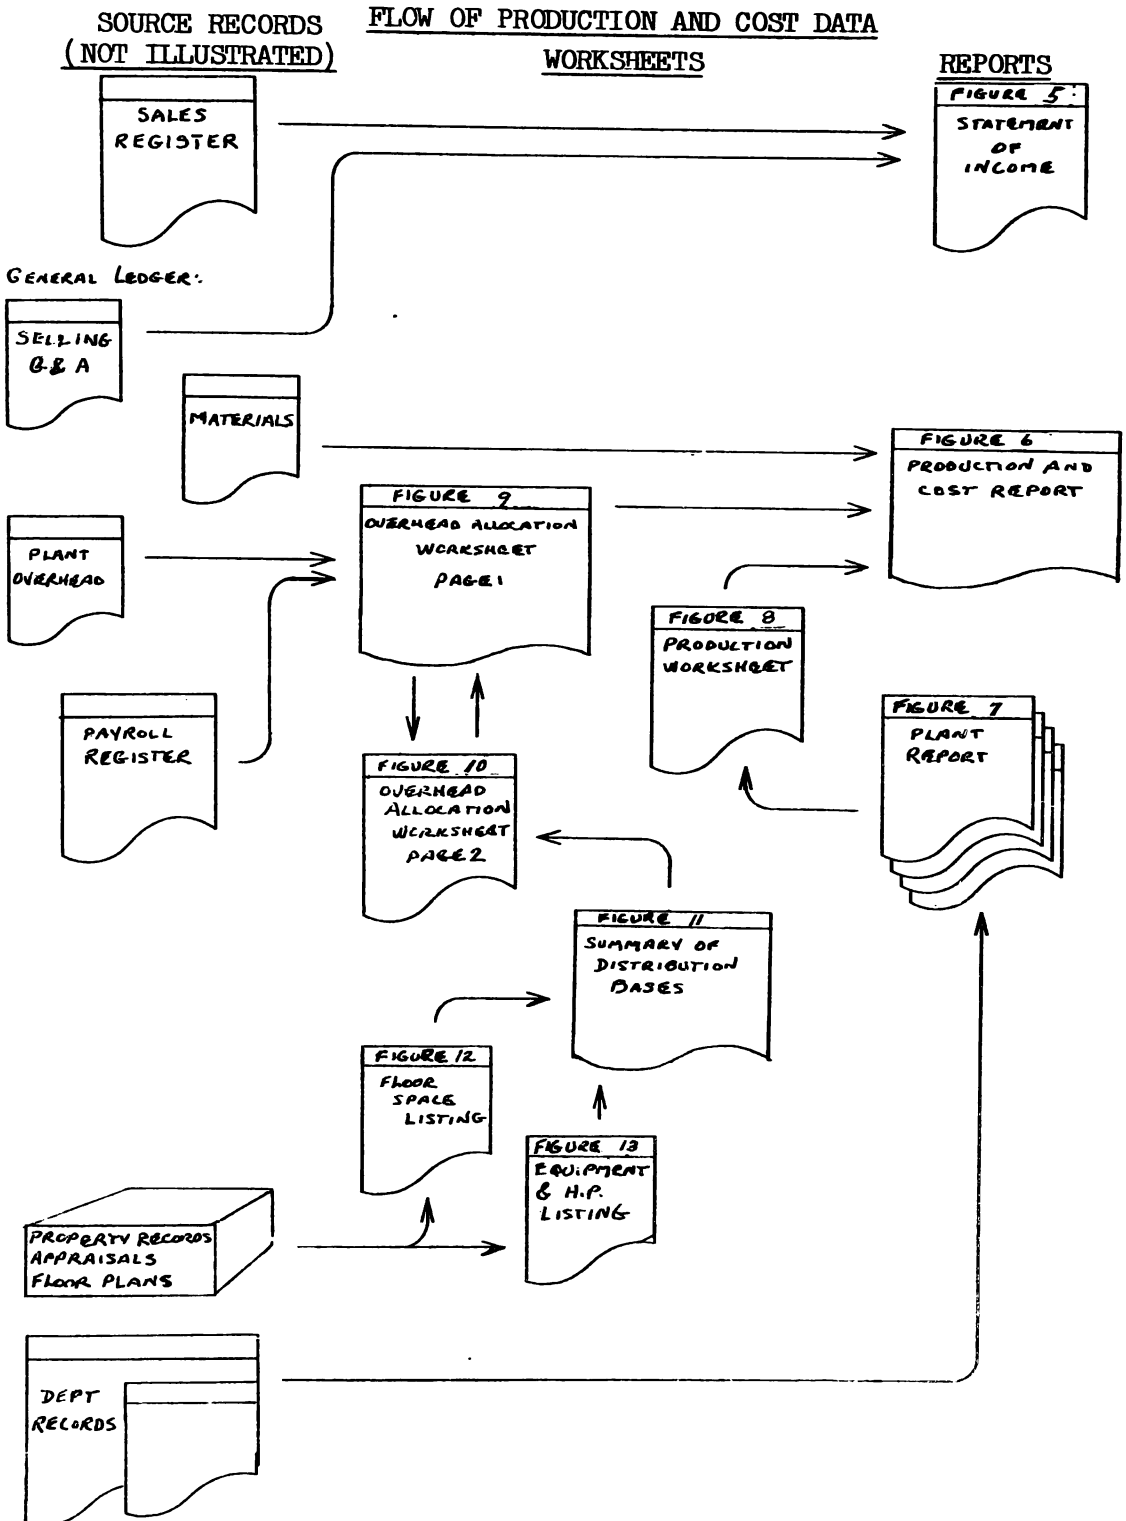 FLOW OF PRODUCTION AND COST DATA
SOURCE RECORDS
(NOT ILLUSTRATED)
WORKSHEETS
REPORTS
SALES
REGISTER
FIGURE 5
STATEMENT
OF
INCOME
GENERAL LEDGER:
SELLING
G & A
MATERIALS
FIGURE 6
PRODUCTION AND
COST REPORT
PLANT
OVERHEAD
FIGURE 9
OVERHEAD ALLOCATION
WORKSHEET
PAGE 1
FIGURE 8
PRODUCTION
WORKSHEET
PAYROLL
REGISTER
FIGURE 7
PLANT
REPORT
FIGURE 10
OVERHEAD
ALLOCATION
WORKSHEET
PAGE 2
FIGURE 11
SUMMARY OF
DISTRIBUTION
BASES
FIGURE 12
FLOOR
SPACE
LISTING
FIGURE 13
EQUIPMENT
& H.P.
LISTING
PROPERTY RECORDS
APPRAISALS
FLOOR PLANS
DEPT
RECORDS